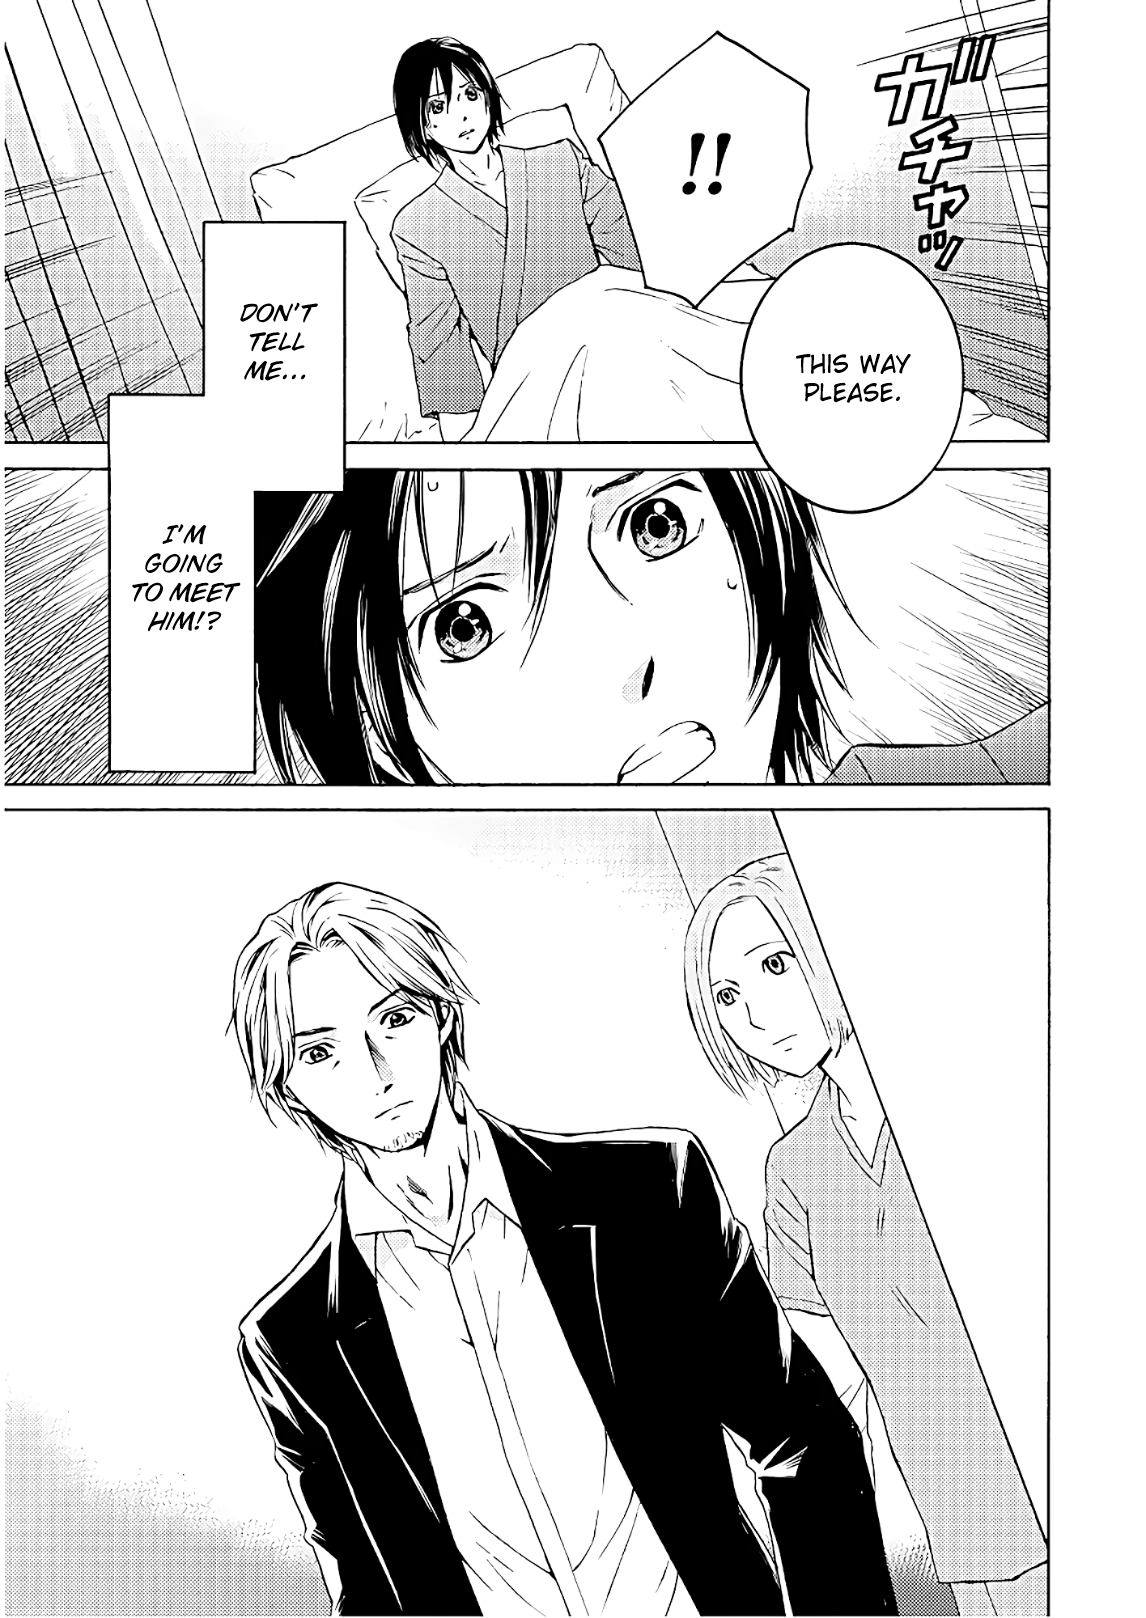 ガチャッ
!!
THIS WAY
PLEASE.
DON'T
TELL
ME...
I'M
GOING
TO MEET
HIM!?